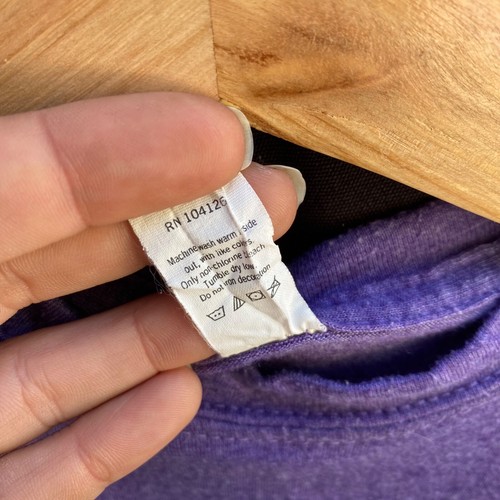 RN 104126
Machine wash warm inside
out, with like colors.
Only non-chlorine bleach
Tumble dry low.
Do not iron decoration